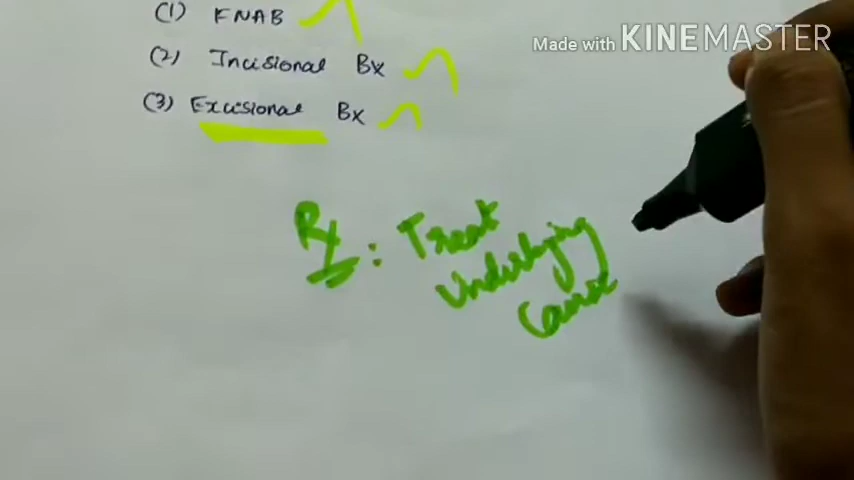 (1) FNAB
(2) Incisional Bx
(3) Excisional Bx
Rx : Treat
underlying
cause
Made with KINEMASTER